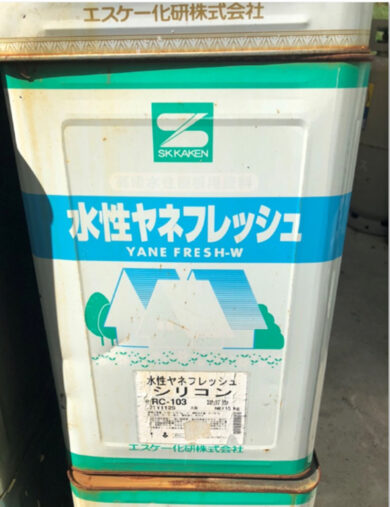 エスケー化研株式会社
SK KAKEN
水性ヤネフレッシュ
YANE FRESH-W
水性ヤネフレッシュ
シリコン
RC-103
エスケー化研株式会社